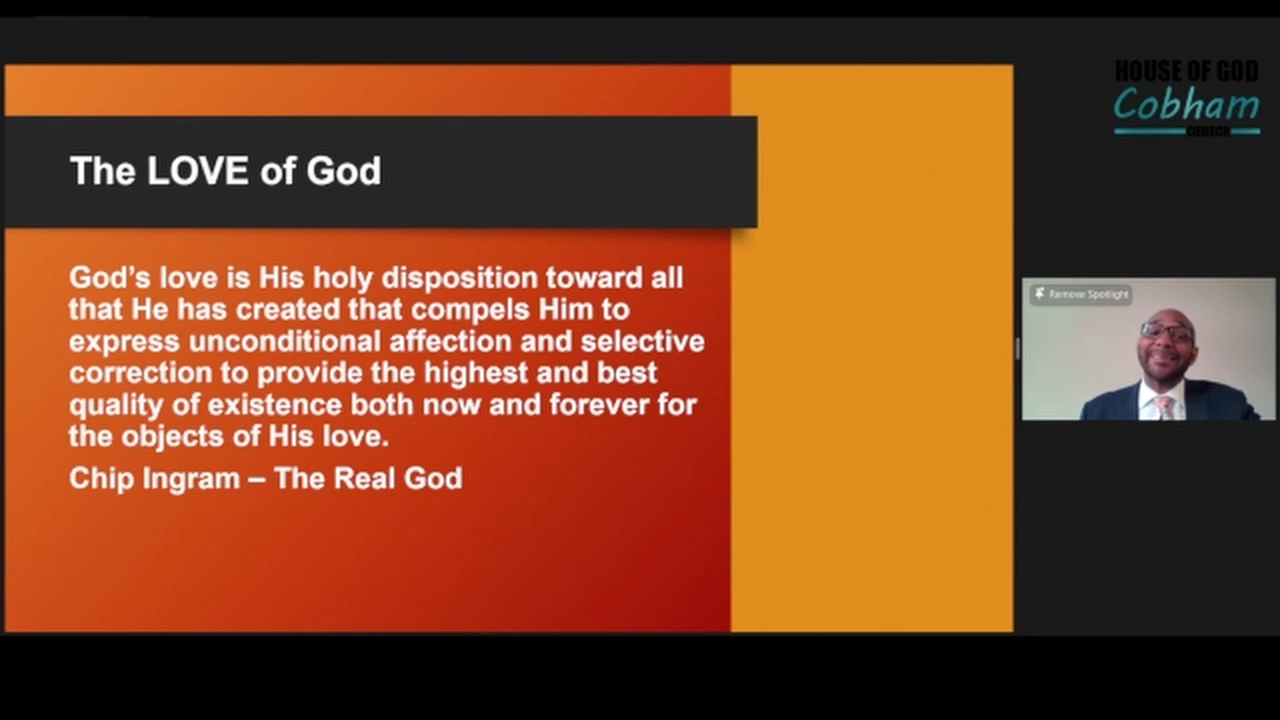 The LOVE of God
God’s love is His holy disposition toward all
that He has created that compels Him to
express unconditional affection and selective
correction to provide the highest and best
quality of existence both now and forever for
the objects of His love.
Chip Ingram – The Real God
HOUSE OF GOD
Cobham
CHURCH
Remove Spotlight